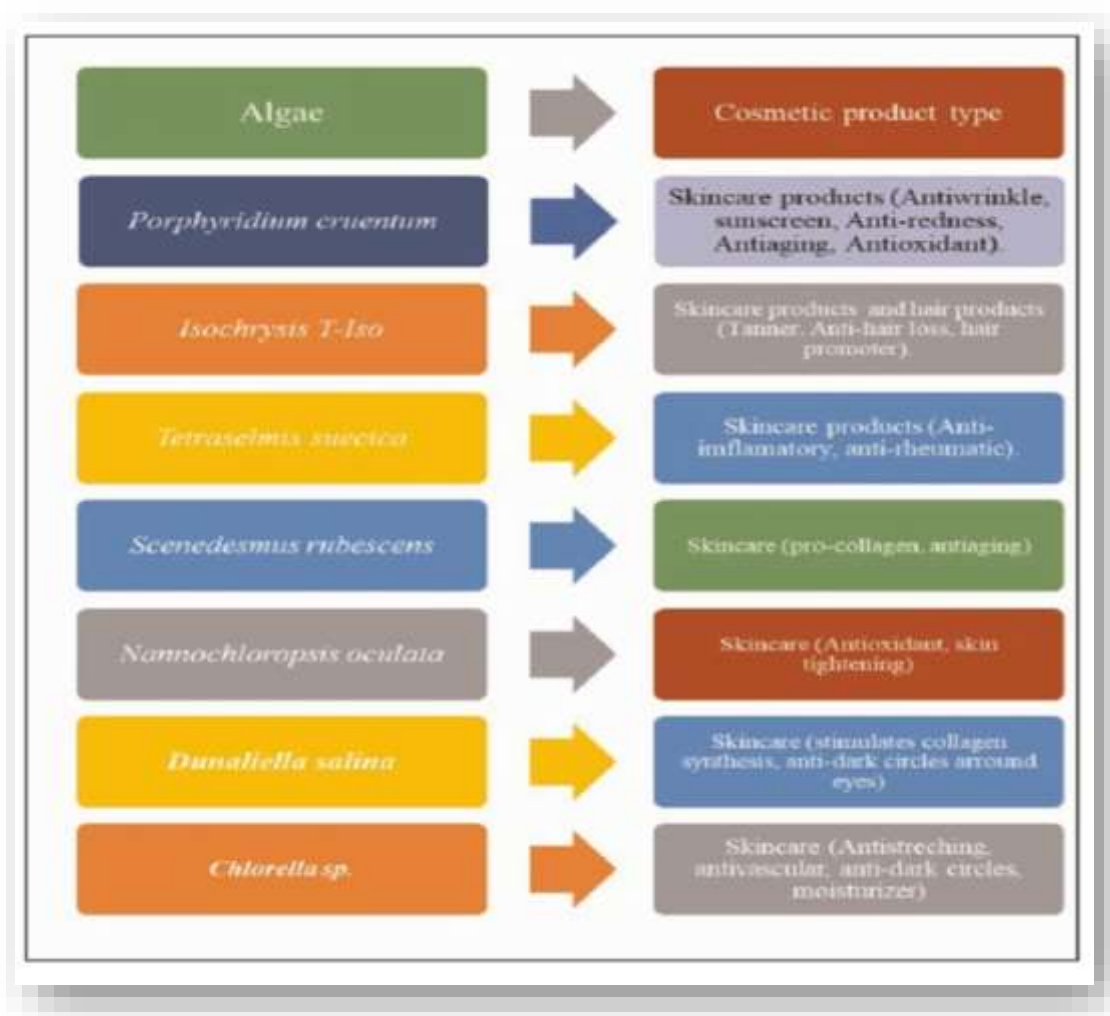 Algae
Cosmetic product type
Porphyridium cruentum
Skincare products (Antiwrinkle,
sunscreen, Anti-redness,
Antiaging, Antioxidant).
Isochrysis T-Iso
Skincare products and hair products
(Tanner, Anti-hair loss, hair
promoter).
Tetraselmis suecica
Skincare products (Anti-
imflamatory, anti-rheumatic).
Scenedesmus rubescens
Skincare (pro-collagen, antiaging)
Nannochloropsis oculata
Skincare (Antioxidant, skin
tightening)
Dunaliella salina
Skincare (stimulates collagen
synthesis, anti-dark circles arround
eyes)
Chlorella sp.
Skincare (Antistreching,
antivascular, anti-dark circles,
moisturizer)